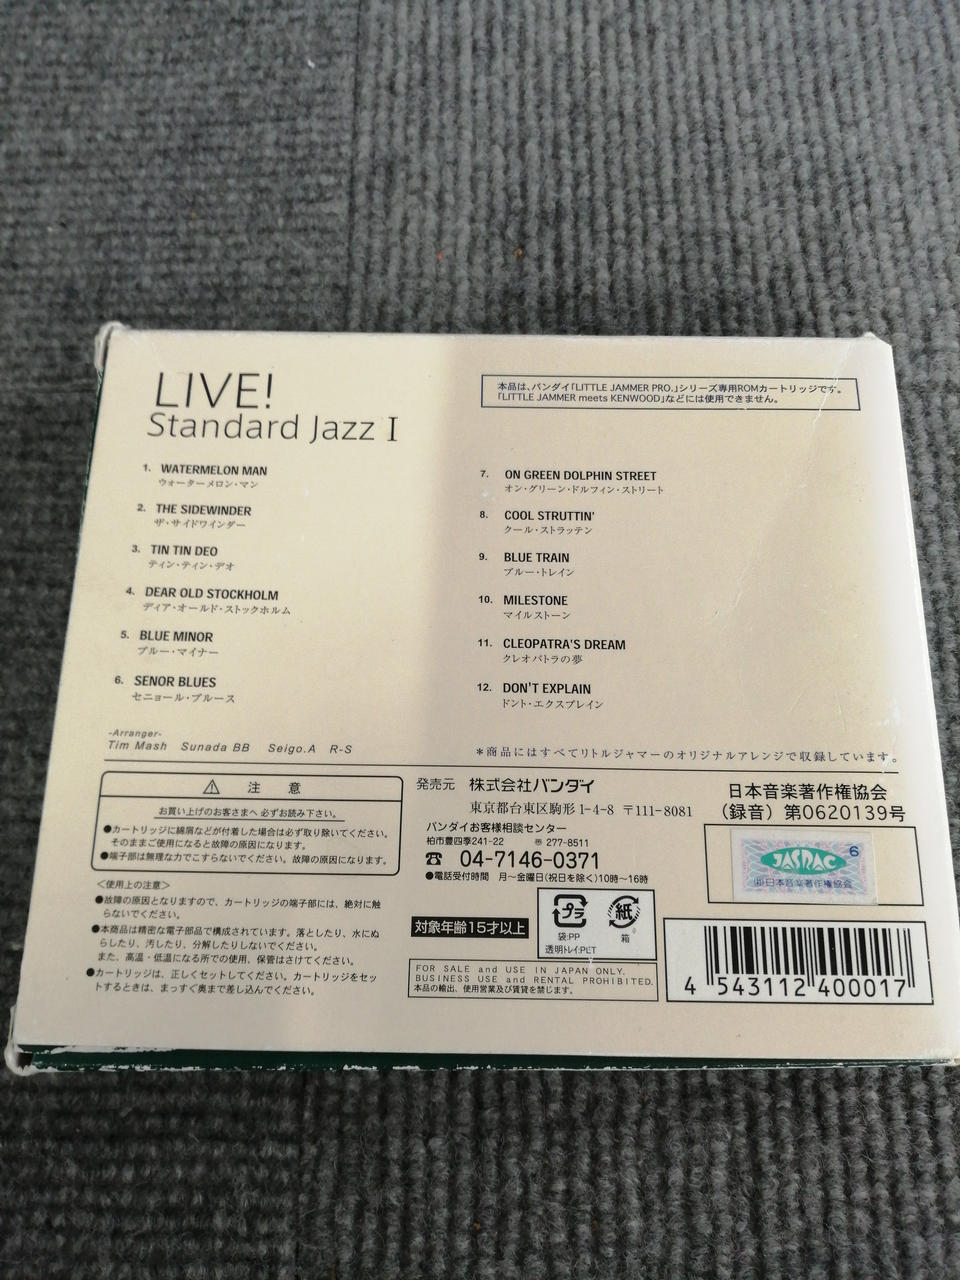 LIVE!
Standard Jazz I
本品は、バンダイ「LITTLE JAMMER PRO.」シリーズ専用ROMカートリッジです。
「LITTLE JAMMER meets KENWOOD」などには使用できません。
1. WATERMELON MAN
ウォーターメロン・マン
2. THE SIDEWINDER
ザ・サイドワインダー
3. TIN TIN DEO
ティン・ティン・デオ
4. DEAR OLD STOCKHOLM
ディア・オールド・ストックホルム
5. BLUE MINOR
ブルー・マイナー
6. SENOR BLUES
セニョール・ブルース
7. ON GREEN DOLPHIN STREET
オン・グリーン・ドルフィン・ストリート
8. COOL STRUTTIN'
クール・ストラッテン
9. BLUE TRAIN
ブルー・トレイン
10. MILESTONE
マイルストーン
11. CLEOPATRA'S DREAM
クレオパトラの夢
12. DON'T EXPLAIN
ドント・エクスプレイン
-Arranger-
Tim Mash Sunada BB Seigo.A R-S
*商品にはすべてリトルジャマーのオリジナルアレンジで収録しています。
⚠ 注 意
お買い上げのお客さまへ 必ずお読み下さい。
●カートリッジに綿屑などが付着した場合は必ず取り除いてください。
そのままご使用になると故障の原因になります。
●端子部は無理な力でこすらないでください。故障の原因になります。
<使用上の注意>
●故障の原因となりますので、カートリッジの端子部には、絶対に触
らないでください。
●本商品は精密な電子部品で構成されています。落としたり、水にぬ
らしたり、汚したり、分解したりしないでください。
また、高温・低温になる所での使用、保管はさけてください。
●カートリッジは、正しくセットしてください。カートリッジをセッ
トするときは、まっすぐ奥まで差し込んでください。
発売元 株式会社バンダイ
東京都台東区駒形1-4-8 〒111-8081
バンダイお客様相談センター
柏市豊四季241-22 〠 277-8511
☎ 04-7146-0371
●電話受付時間 月〜金曜日(祝日を除く)10時〜16時
対象年齢15才以上
プラ
袋:PP
透明トレイ:PET
紙
箱
FOR SALE and USE IN JAPAN ONLY.
BUSINESS USE and RENTAL PROHIBITED.
本品の輸出、使用営業及び賃貸を禁じます。
日本音楽著作権協会
(録音)第0620139号
6
JASRAC
(社)日本音楽著作権協会
4 543112 400017